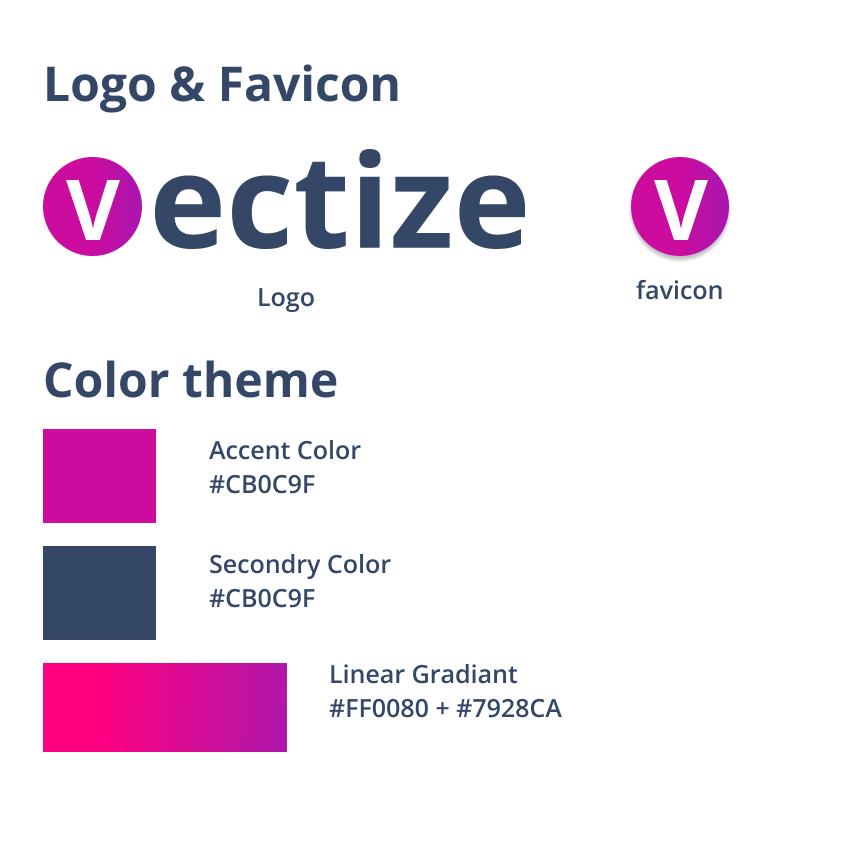 Logo & Favicon
Vectize
V
Logo
favicon
Color theme
Accent Color
#CB0C9F
Secondry Color
#CB0C9F
Linear Gradiant
#FF0080 + #7928CA